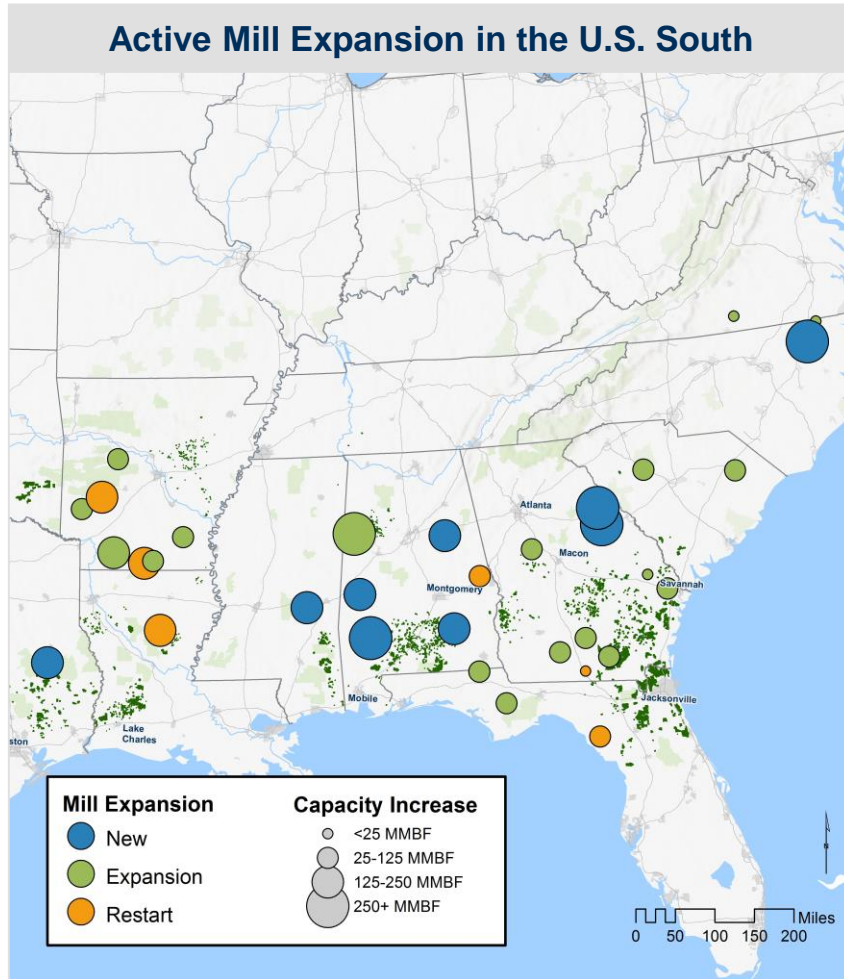 Active Mill Expansion in the U.S. South
Atlanta
Macon
Montgomery
Savannah
Mobile
Jacksonville
Lake
Charles
ston
Mill Expansion
New
Expansion
Restart
Capacity Increase
<25 MMBF
25-125 MMBF
125-250 MMBF
250+ MMBF
Miles
0 50 100 150 200